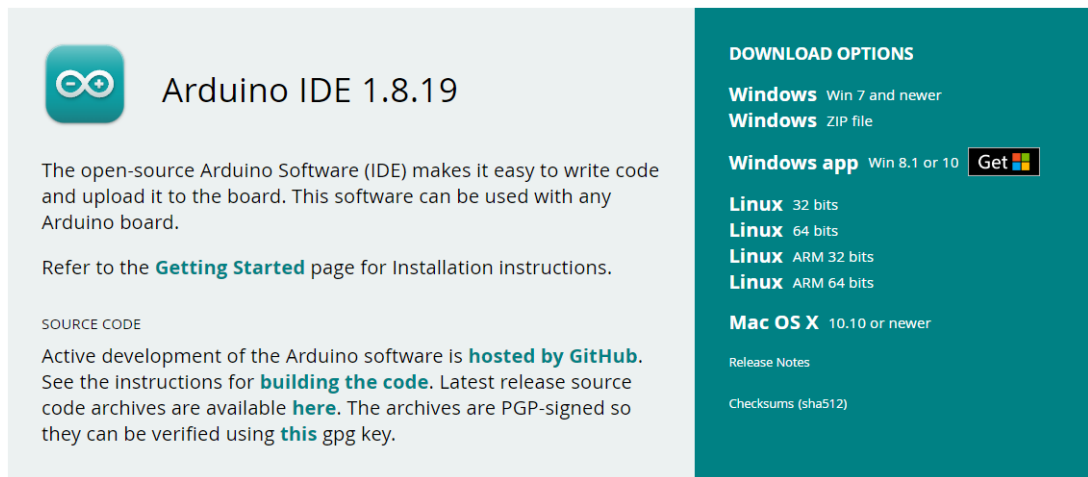 Arduino IDE 1.8.19
The open-source Arduino Software (IDE) makes it easy to write code
and upload it to the board. This software can be used with any
Arduino board.
Refer to the Getting Started page for Installation instructions.
SOURCE CODE
Active development of the Arduino software is hosted by GitHub.
See the instructions for building the code. Latest release source
code archives are available here. The archives are PGP-signed so
they can be verified using this gpg key.
DOWNLOAD OPTIONS
Windows Win 7 and newer
Windows ZIP file
Windows app Win 8.1 or 10 Get
Linux 32 bits
Linux 64 bits
Linux ARM 32 bits
Linux ARM 64 bits
Mac OS X 10.10 or newer
Release Notes
Checksums (sha512)